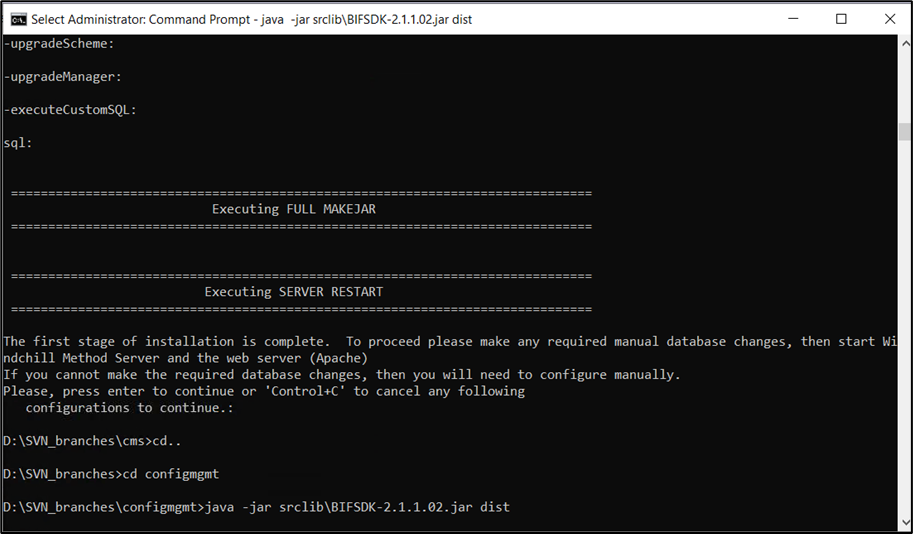 Select Administrator: Command Prompt - java  -jar srclib\BIFSDK-2.1.1.02.jar dist
-upgradeScheme:
-upgradeManager:
-executeCustomSQL:
sql:
==============================================================================
Executing FULL MAKEJAR
==============================================================================
==============================================================================
Executing SERVER RESTART
==============================================================================
The first stage of installation is complete.  To proceed please make any required manual database changes, then start Wi
ndchill Method Server and the web server (Apache)
If you cannot make the required database changes, then you will need to configure manually.
Please, press enter to continue or 'Control+C' to cancel any following
   configurations to continue.:
D:\SVN_branches\cms>cd..
D:\SVN_branches>cd configmgmt
D:\SVN_branches\configmgmt>java -jar srclib\BIFSDK-2.1.1.02.jar dist